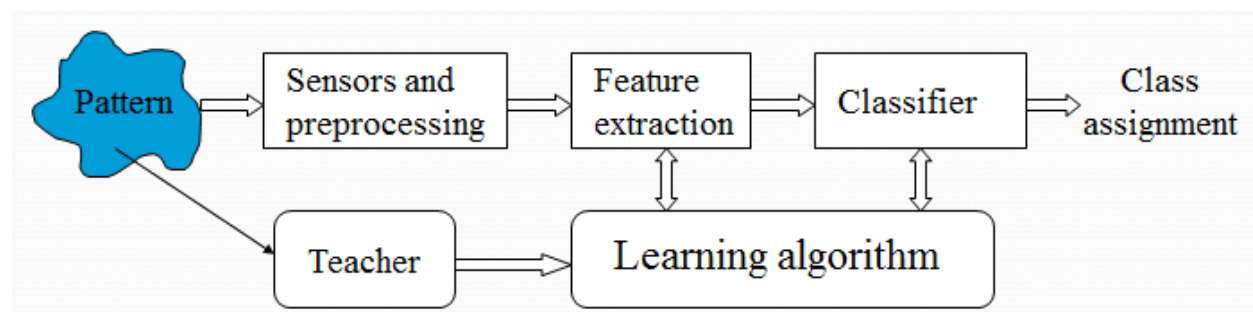 Pattern
Sensors and
preprocessing
Feature
extraction
Classifier
Class
assignment
Teacher
Learning algorithm